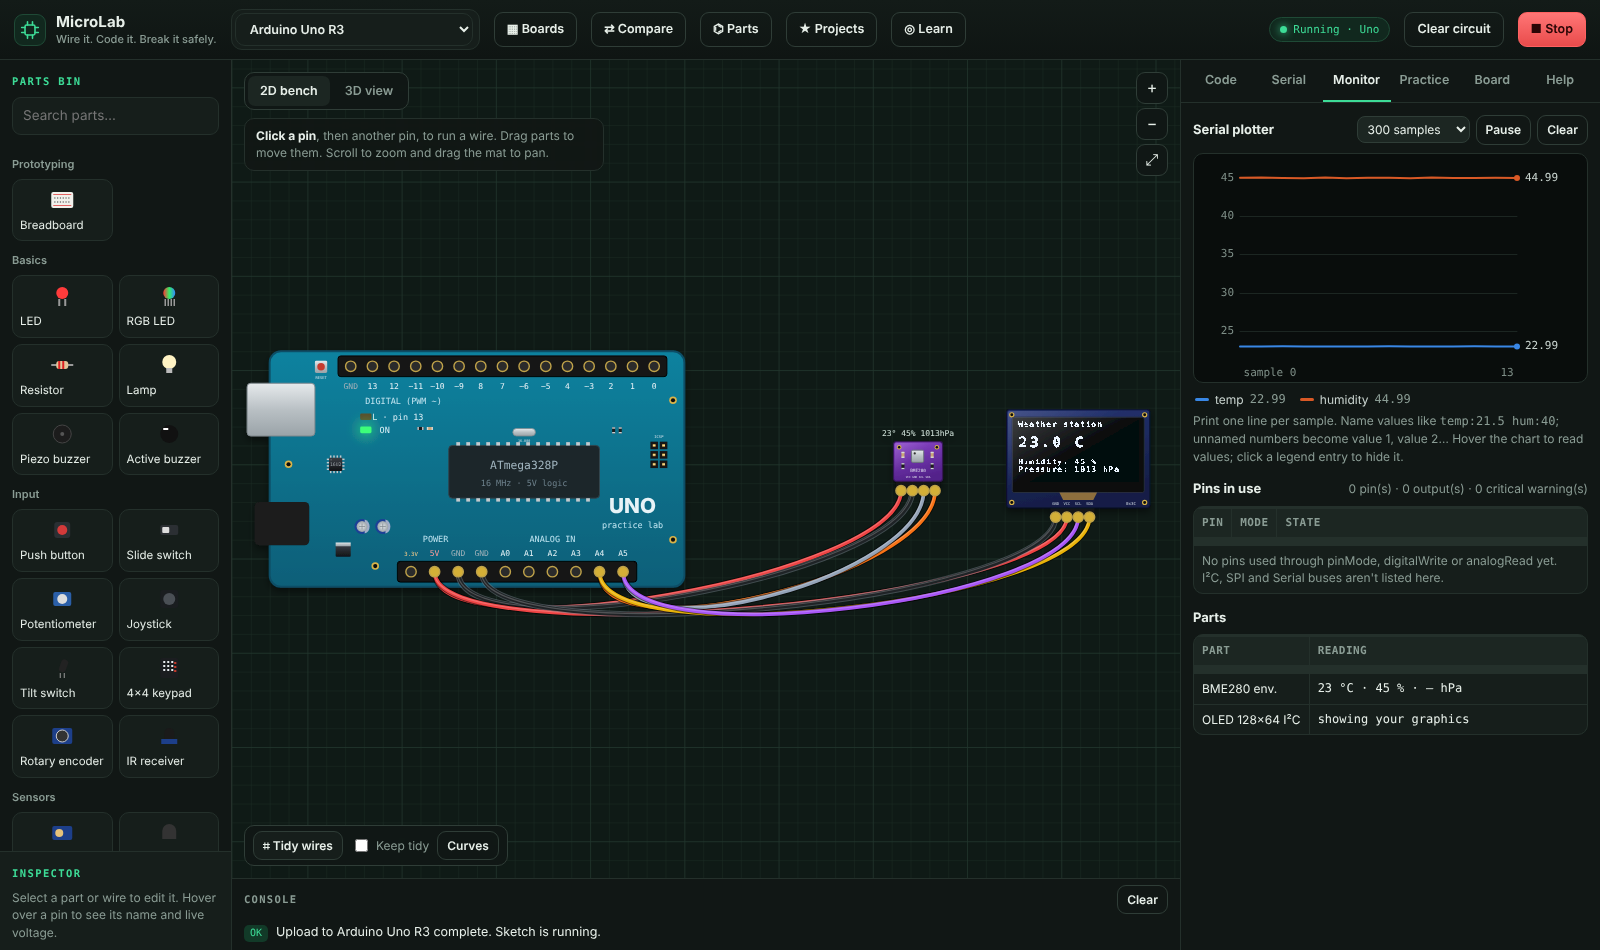 MicroLab
Wire it. Code it. Break it safely.
Arduino Uno R3
Boards
Compare
Parts
Projects
Learn
Running · Uno
Clear circuit
Stop
PARTS BIN
Search parts...
Prototyping
Breadboard
Basics
LED
RGB LED
Resistor
Lamp
Piezo buzzer
Active buzzer
Input
Push button
Slide switch
Potentiometer
Joystick
Tilt switch
4×4 keypad
Rotary encoder
IR receiver
Sensors
INSPECTOR
Select a part or wire to edit it. Hover
over a pin to see its name and live
voltage.
2D bench
3D view
Click a pin, then another pin, to run a wire. Drag parts to
move them. Scroll to zoom and drag the mat to pan.
+
−
GND 13 12 ~11 ~10 ~9 8 7 ~6 ~5 4 ~3 2 1 0
DIGITAL (PWM ~)
L · pin 13
ON
ATmega328P
16 MHz · 5V logic
UNO
practice lab
POWER
ANALOG IN
3.3V 5V GND GND A0 A1 A2 A3 A4 A5
23° 45% 1013hPa
Weather station
23.0 C
Humidity: 45 %
Pressure: 1013 hPa
# Tidy wires
Keep tidy
Curves
CONSOLE
Clear
OK
Upload to Arduino Uno R3 complete. Sketch is running.
Code
Serial
Monitor
Practice
Board
Help
Serial plotter
300 samples
Pause
Clear
45
44.99
40
35
30
25
22.99
sample 0
13
temp 22.99
humidity 44.99
Print one line per sample. Name values like temp:21.5 hum:40;
unnamed numbers become value 1, value 2... Hover the chart to read
values; click a legend entry to hide it.
Pins in use
0 pin(s) · 0 output(s) · 0 critical warning(s)
PIN MODE STATE
No pins used through pinMode, digitalWrite or analogRead yet.
I²C, SPI and Serial buses aren't listed here.
Parts
PART READING
BME280 env. 23 °C · 45 % · — hPa
OLED 128×64 I²C showing your graphics